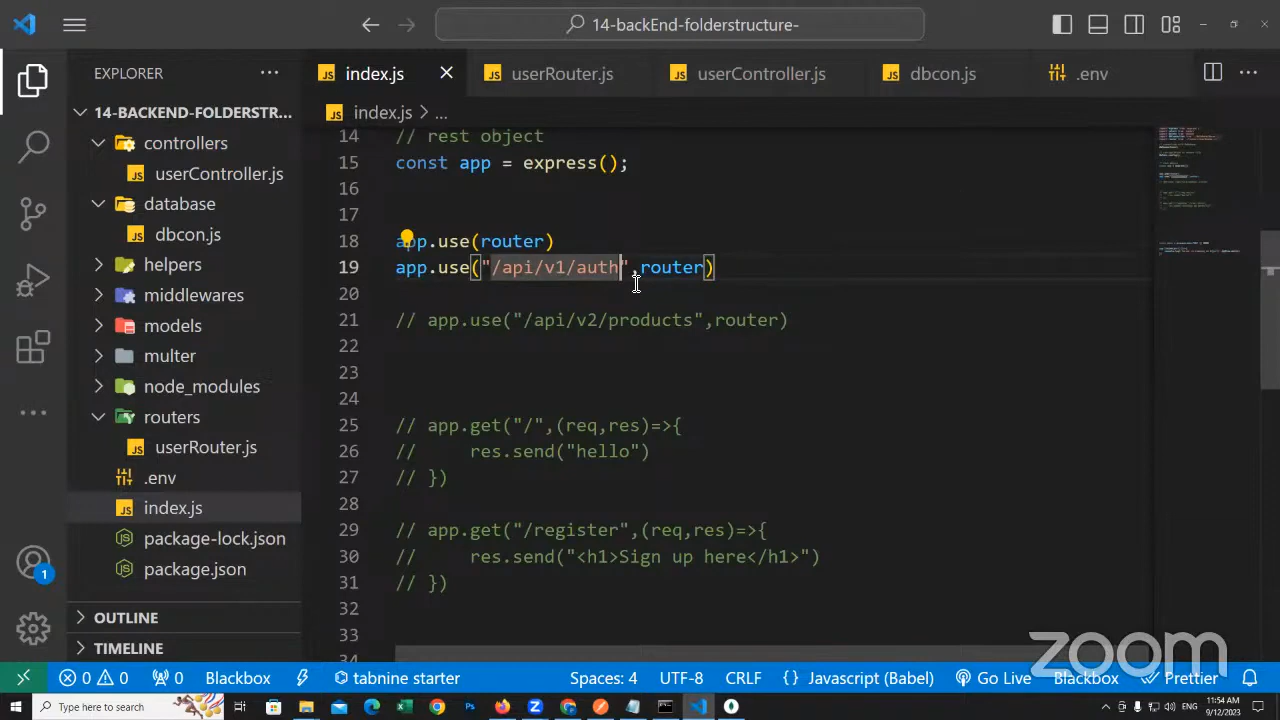 14-backEnd-folderstructure-
EXPLORER
index.js
userRouter.js
userController.js
dbcon.js
.env
14-BACKEND-FOLDERSTR...
index.js > ...
controllers
userController.js
database
dbcon.js
helpers
middlewares
models
multer
node_modules
routers
userRouter.js
.env
index.js
package-lock.json
package.json
OUTLINE
TIMELINE
14 // rest object
15 const app = express();
16
17
18 app.use(router)
19 app.use("/api/v1/auth",router)
20
21 // app.use("/api/v2/products",router)
22
23
24
25 // app.get("/",(req,res)=>{
26 //     res.send("hello")
27 // })
28
29 // app.get("/register",(req,res)=>{
30 //     res.send("<h1>Sign up here</h1>")
31 // })
32
33
34
zoom
1
0 0 0 Blackbox tabnine starter Spaces: 4 UTF-8 CRLF {} Javascript (Babel) Go Live Blackbox Prettier
Type here to search
ENG
11:54 AM
9/12/2023